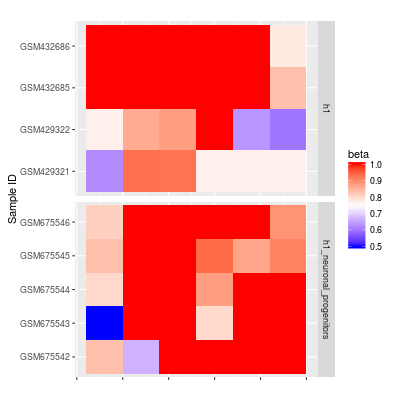 GSM432686
GSM432685
GSM429322
GSM429321
h1
GSM675546
GSM675545
GSM675544
GSM675543
GSM675542
h1_neuronal_progenitors
Sample ID
beta
1.0
0.9
0.8
0.7
0.6
0.5